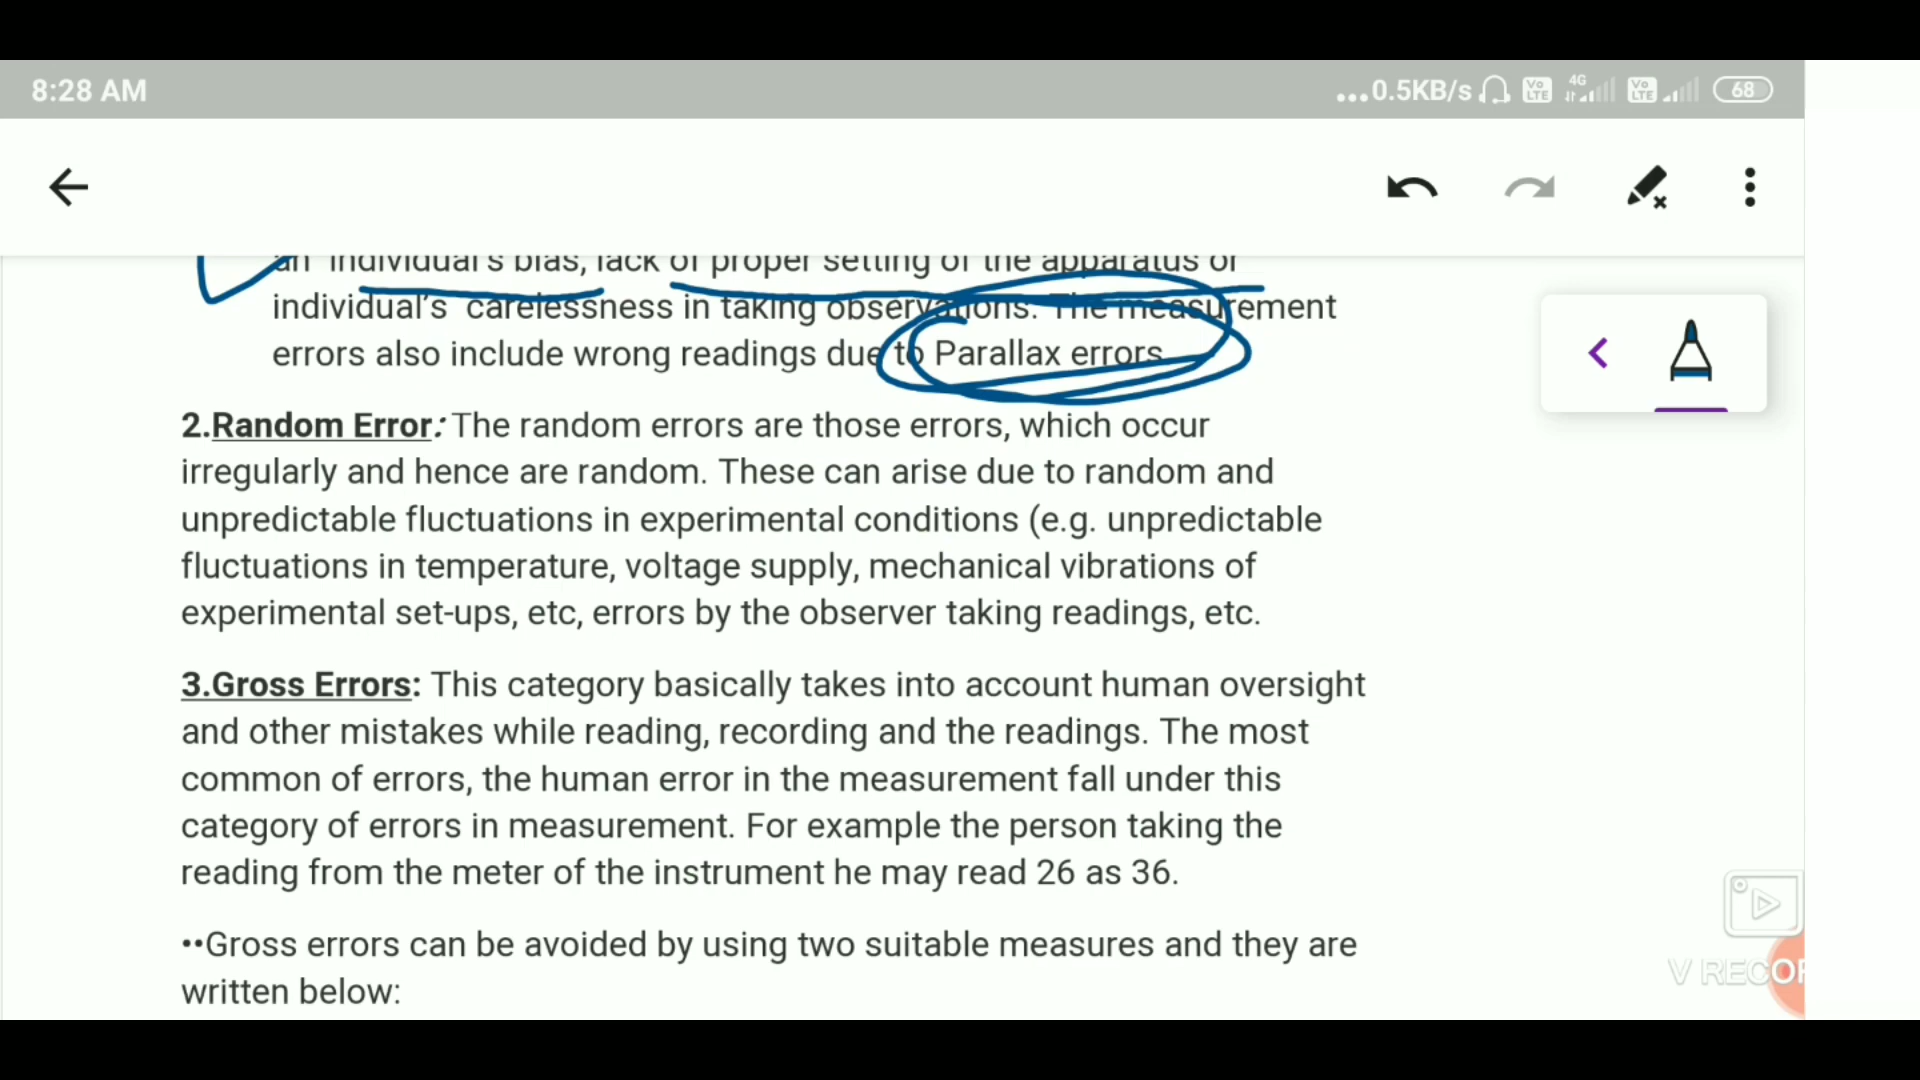 8:28 AM
...0.5KB/s
Vo LTE
4G
Vo LTE
68
an individual's bias, lack of proper setting of the apparatus or
individual's carelessness in taking observations. The measurement
errors also include wrong readings due to Parallax errors
2.Random Error: The random errors are those errors, which occur
irregularly and hence are random. These can arise due to random and
unpredictable fluctuations in experimental conditions (e.g. unpredictable
fluctuations in temperature, voltage supply, mechanical vibrations of
experimental set-ups, etc, errors by the observer taking readings, etc.
3.Gross Errors: This category basically takes into account human oversight
and other mistakes while reading, recording and the readings. The most
common of errors, the human error in the measurement fall under this
category of errors in measurement. For example the person taking the
reading from the meter of the instrument he may read 26 as 36.
••Gross errors can be avoided by using two suitable measures and they are
written below:
V RECOR